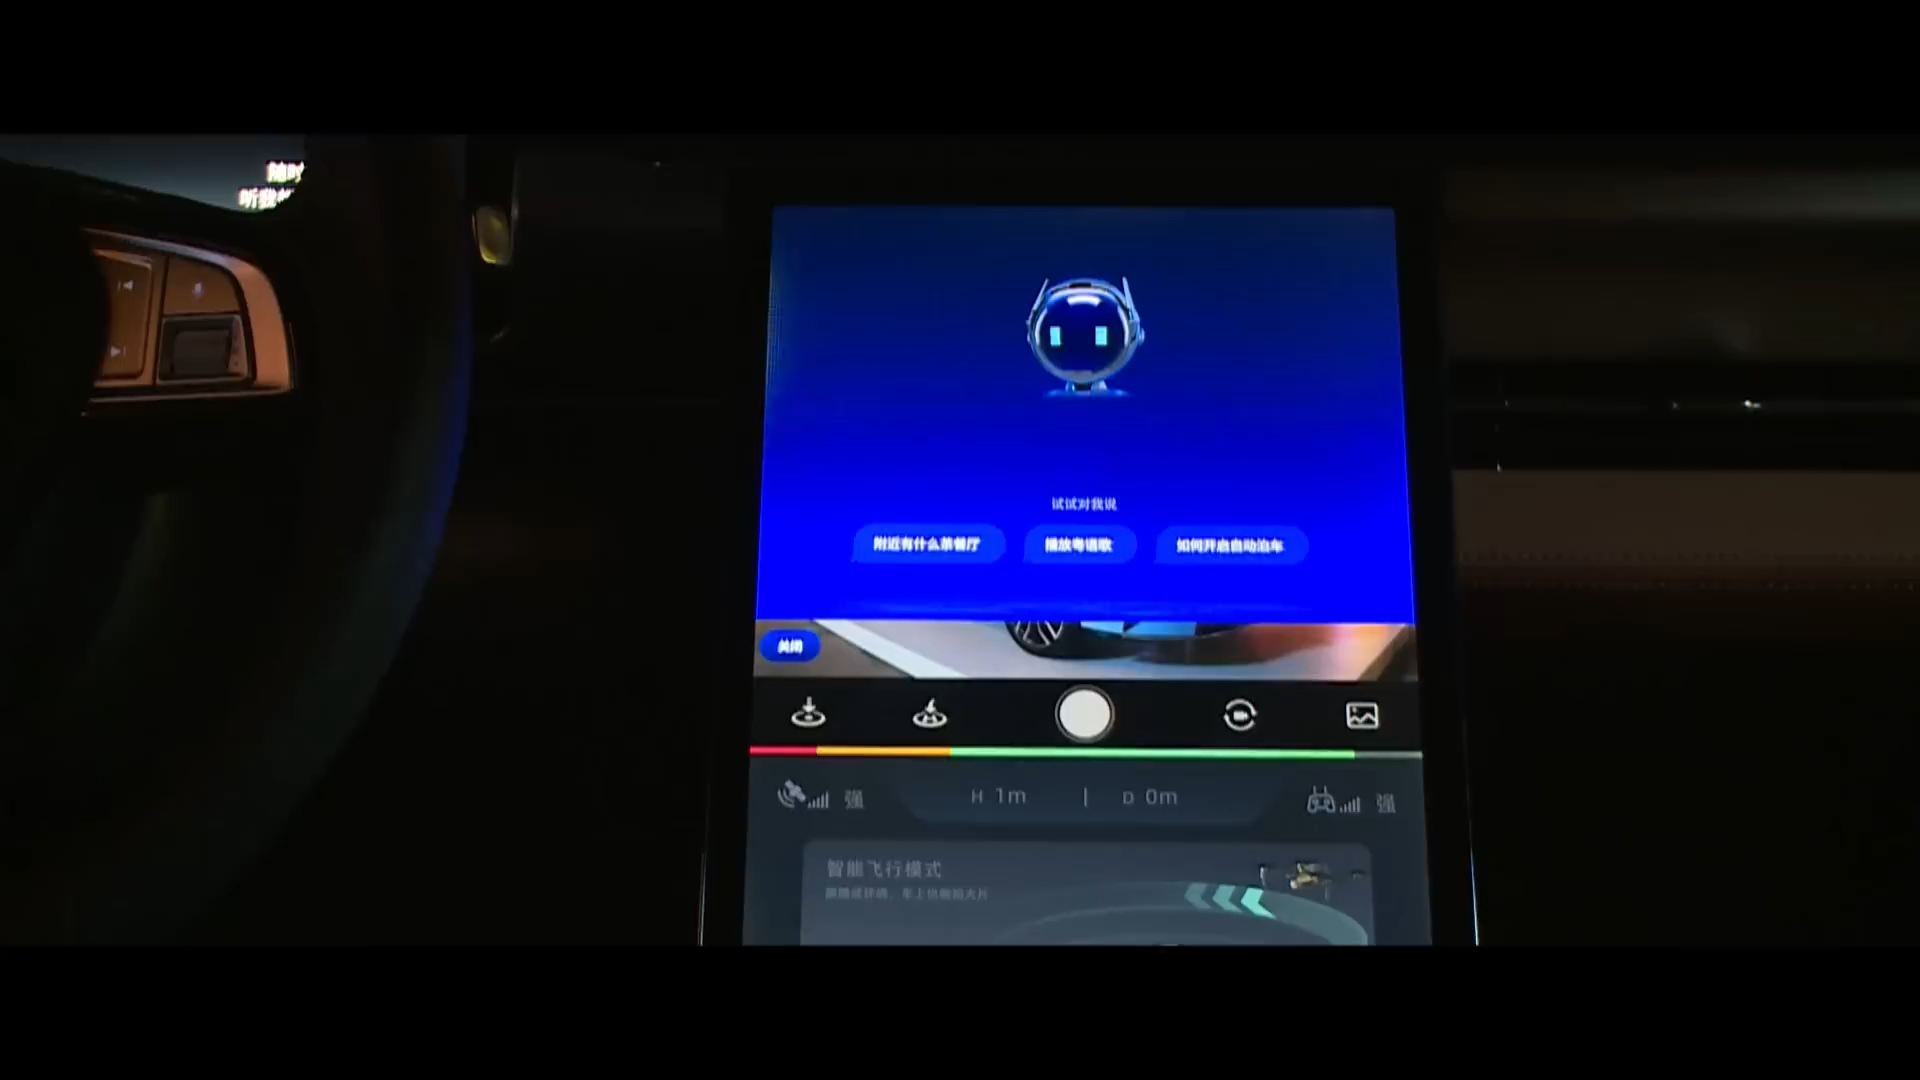 试试对我说
附近有什么菜餐厅
播放粤语歌
如何开启自动泊车
关闭
强
H 1m | D 0m
强
智能飞行模式